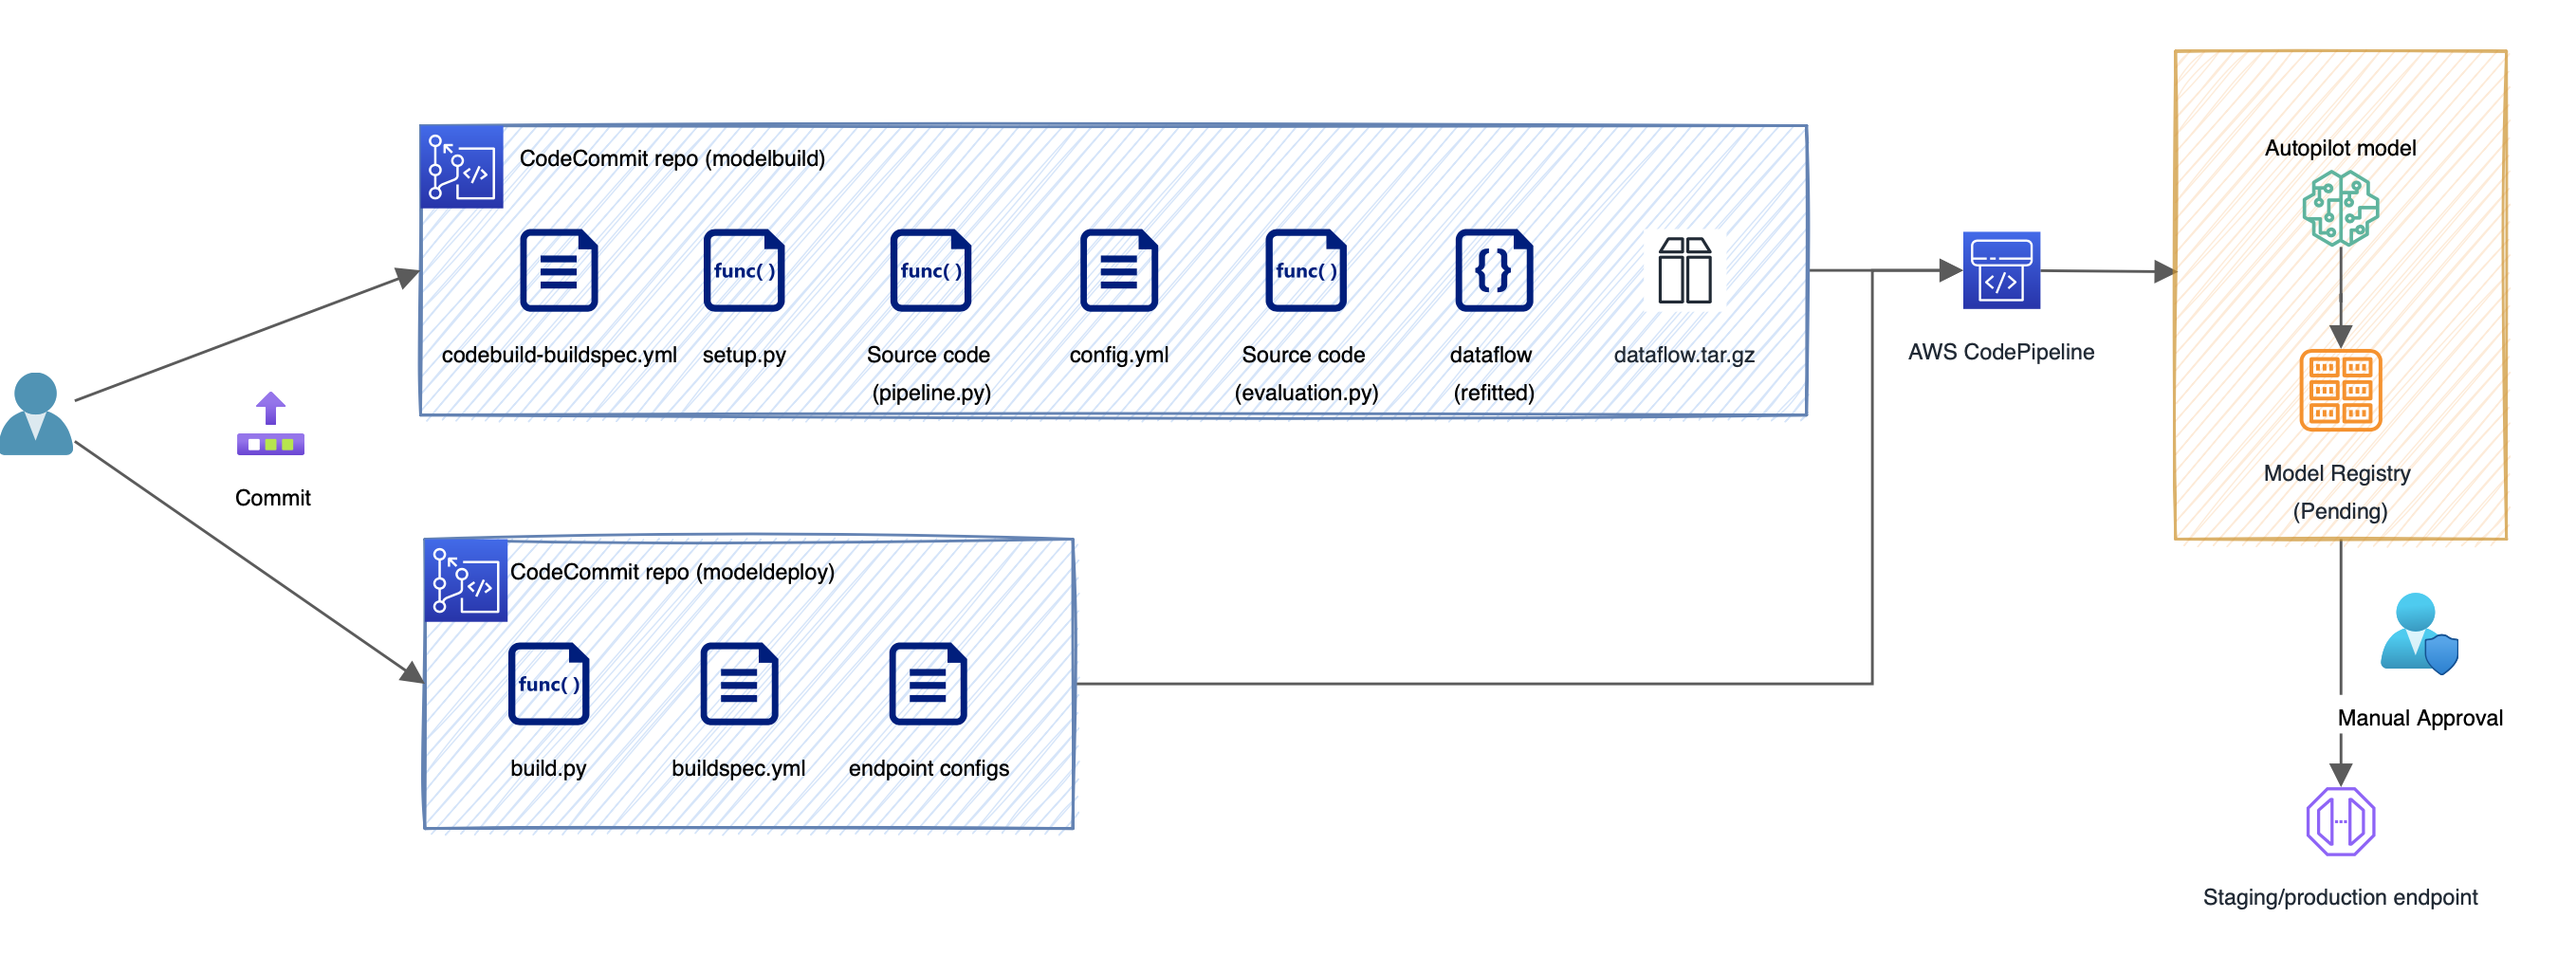 CodeCommit repo (modelbuild)
func()
func()
func()
{}
</>
codebuild-buildspec.yml
setup.py
Source code
(pipeline.py)
config.yml
Source code
(evaluation.py)
dataflow
(refitted)
dataflow.tar.gz
</>
AWS CodePipeline
Autopilot model
Model Registry
(Pending)
Commit
CodeCommit repo (modeldeploy)
</>
func()
build.py
buildspec.yml
endpoint configs
Manual Approval
Staging/production endpoint